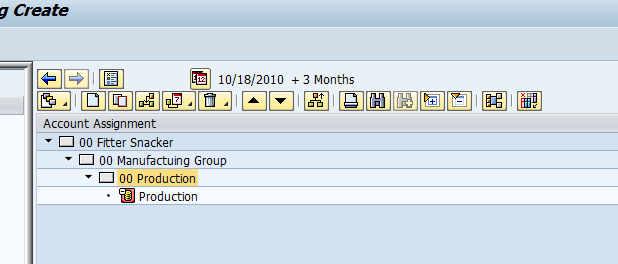 g Create
10/18/2010 + 3 Months
Account Assignment
00 Fitter Snacker
00 Manufactuing Group
00 Production
Production